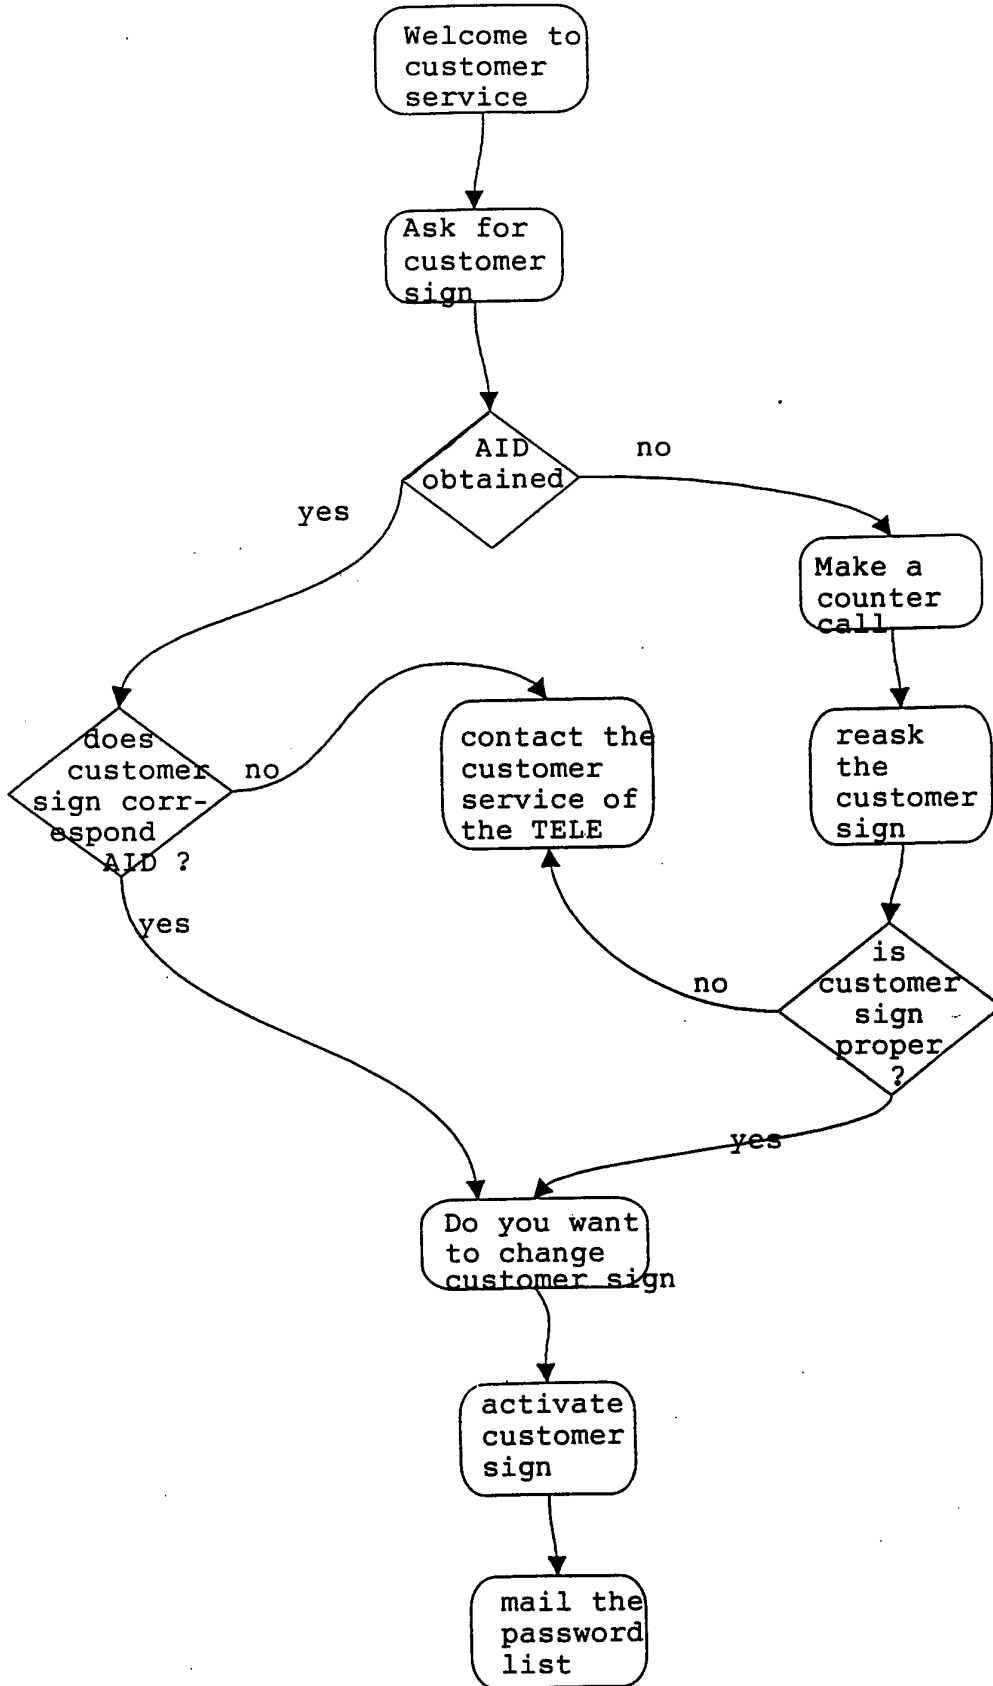 Welcome to
customer
service
Ask for
customer
sign
AID
obtained
no
yes
Make a
counter
call
does
customer
sign corr-
espond
AID ?
no
contact the
customer
service of
the TELE
reask
the
customer
sign
yes
is
customer
sign
proper
?
no
yes
Do you want
to change
customer sign
activate
customer
sign
mail the
password
list